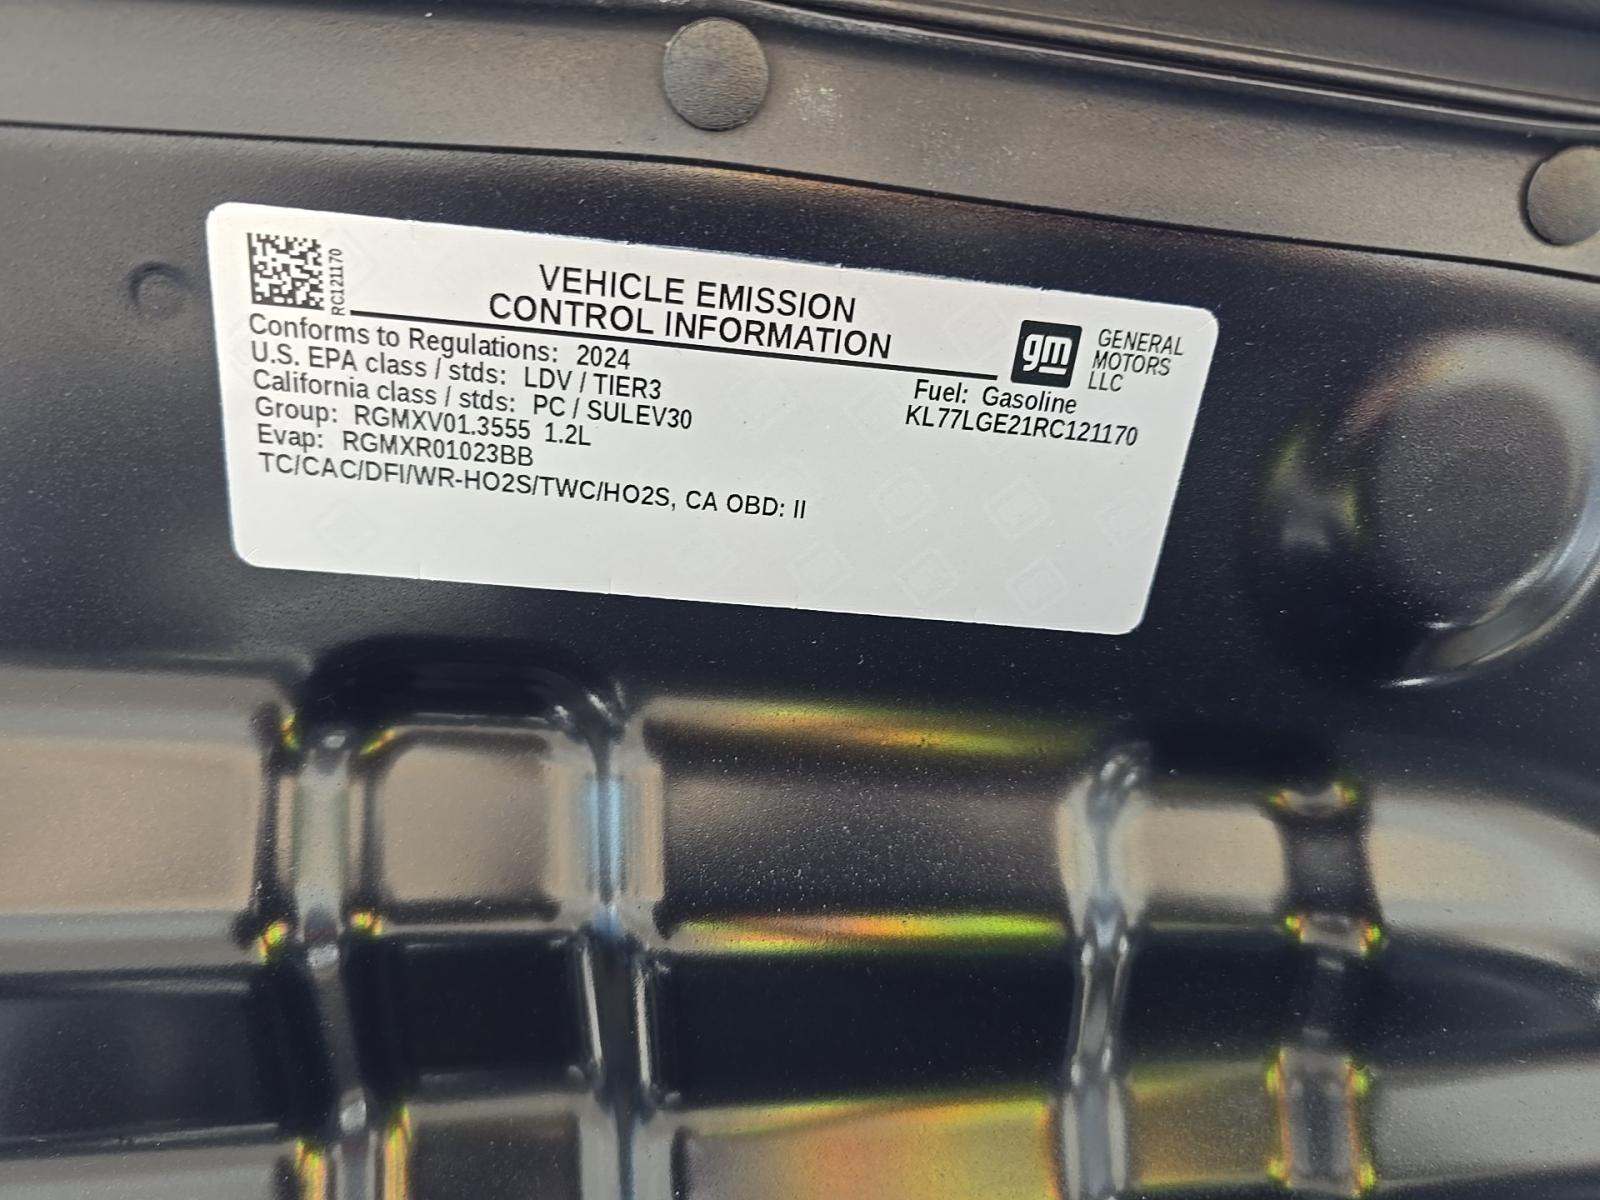 RC121170
VEHICLE EMISSION
CONTROL INFORMATION
gm
GENERAL
MOTORS
LLC
Conforms to Regulations: 2024
U.S. EPA class / stds: LDV / TIER3
California class / stds: PC / SULEV30
Group: RGMXV01.3555 1.2L
Evap: RGMXR01023BB
TC/CAC/DFI/WR-HO2S/TWC/HO2S, CA OBD: II
Fuel: Gasoline
KL77LGE21RC121170